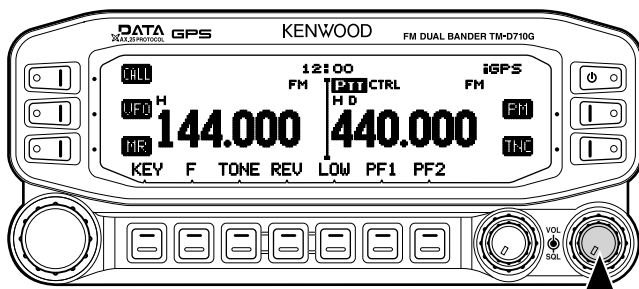 DATA AX.25 PROTOCOL GPS KENWOOD FM DUAL BANDER TM-D710G
CALL 12:00 iGPS
FM PTT CTRL FM
VFO H 144.000 H D 440.000 PM
MR TNC
KEY F TONE REV LOW PF1 PF2
VOL
SQL